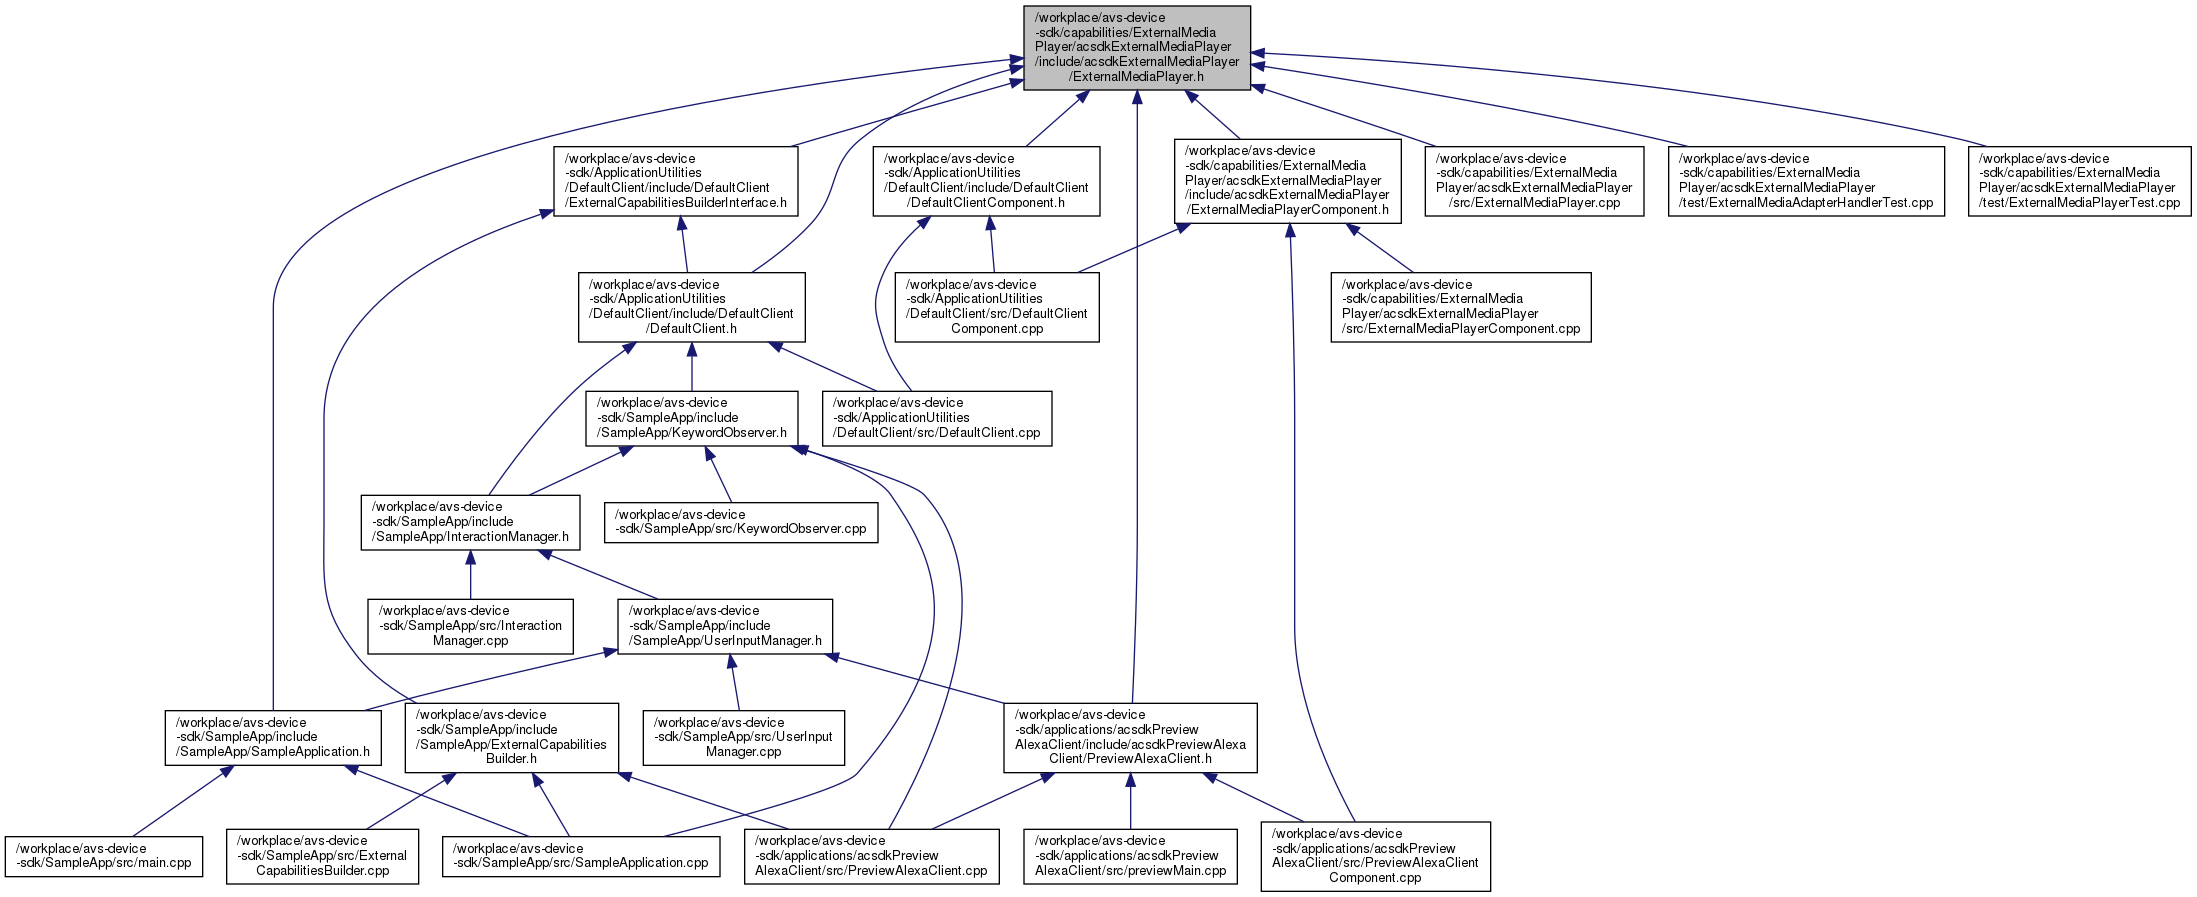 /workplace/avs-device
-sdk/capabilities/ExternalMedia
Player/acsdkExternalMediaPlayer
/include/acsdkExternalMediaPlayer
/ExternalMediaPlayer.h
/workplace/avs-device
-sdk/ApplicationUtilities
/DefaultClient/include/DefaultClient
/ExternalCapabilitiesBuilderInterface.h
/workplace/avs-device
-sdk/ApplicationUtilities
/DefaultClient/include/DefaultClient
/DefaultClientComponent.h
/workplace/avs-device
-sdk/capabilities/ExternalMedia
Player/acsdkExternalMediaPlayer
/include/acsdkExternalMediaPlayer
/ExternalMediaPlayerComponent.h
/workplace/avs-device
-sdk/capabilities/ExternalMedia
Player/acsdkExternalMediaPlayer
/src/ExternalMediaPlayer.cpp
/workplace/avs-device
-sdk/capabilities/ExternalMedia
Player/acsdkExternalMediaPlayer
/test/ExternalMediaAdapterHandlerTest.cpp
/workplace/avs-device
-sdk/capabilities/ExternalMedia
Player/acsdkExternalMediaPlayer
/test/ExternalMediaPlayerTest.cpp
/workplace/avs-device
-sdk/ApplicationUtilities
/DefaultClient/include/DefaultClient
/DefaultClient.h
/workplace/avs-device
-sdk/ApplicationUtilities
/DefaultClient/src/DefaultClient
Component.cpp
/workplace/avs-device
-sdk/capabilities/ExternalMedia
Player/acsdkExternalMediaPlayer
/src/ExternalMediaPlayerComponent.cpp
/workplace/avs-device
-sdk/SampleApp/include
/SampleApp/KeywordObserver.h
/workplace/avs-device
-sdk/ApplicationUtilities
/DefaultClient/src/DefaultClient.cpp
/workplace/avs-device
-sdk/SampleApp/include
/SampleApp/InteractionManager.h
/workplace/avs-device
-sdk/SampleApp/src/KeywordObserver.cpp
/workplace/avs-device
-sdk/SampleApp/src/Interaction
Manager.cpp
/workplace/avs-device
-sdk/SampleApp/include
/SampleApp/UserInputManager.h
/workplace/avs-device
-sdk/SampleApp/include
/SampleApp/SampleApplication.h
/workplace/avs-device
-sdk/SampleApp/include
/SampleApp/ExternalCapabilities
Builder.h
/workplace/avs-device
-sdk/SampleApp/src/UserInput
Manager.cpp
/workplace/avs-device
-sdk/applications/acsdkPreview
AlexaClient/include/acsdkPreviewAlexa
Client/PreviewAlexaClient.h
/workplace/avs-device
-sdk/SampleApp/src/main.cpp
/workplace/avs-device
-sdk/SampleApp/src/External
CapabilitiesBuilder.cpp
/workplace/avs-device
-sdk/SampleApp/src/SampleApplication.cpp
/workplace/avs-device
-sdk/applications/acsdkPreview
AlexaClient/src/PreviewAlexaClient.cpp
/workplace/avs-device
-sdk/applications/acsdkPreview
AlexaClient/src/previewMain.cpp
/workplace/avs-device
-sdk/applications/acsdkPreview
AlexaClient/src/PreviewAlexaClient
Component.cpp